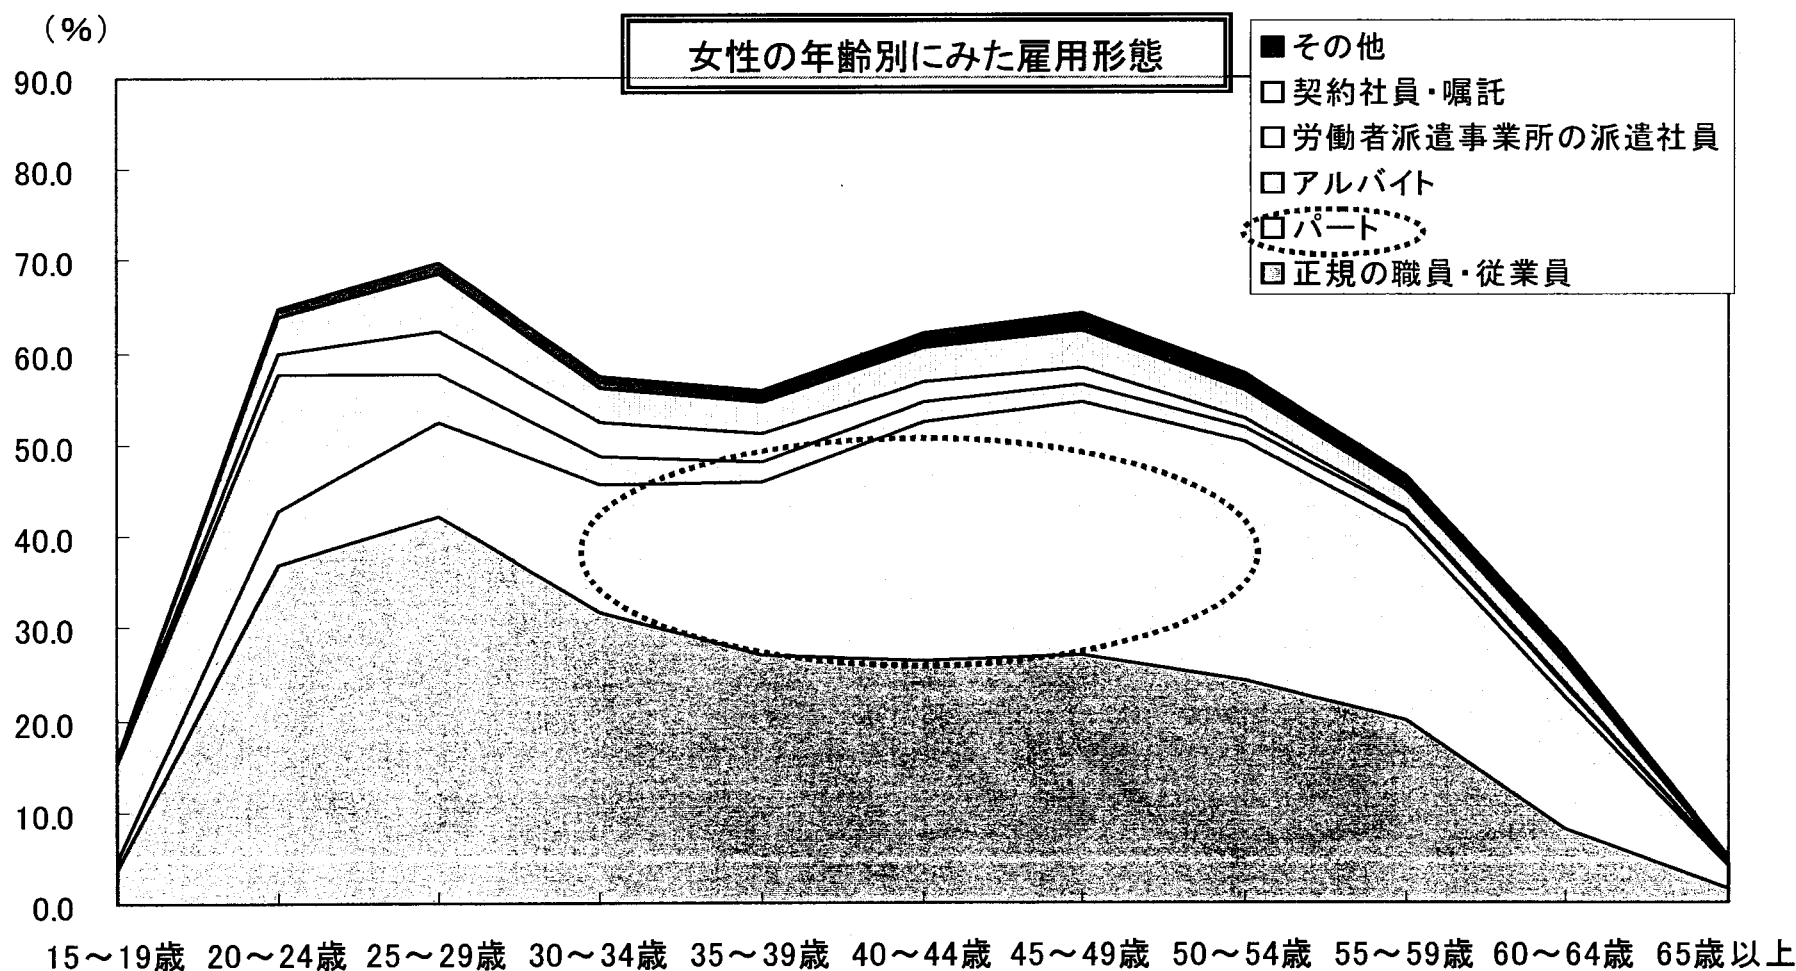 (%)
女性の年齢別にみた雇用形態
■その他
□契約社員・嘱託
□労働者派遣事業所の派遣社員
□アルバイト
□パート
□正規の職員・従業員
90.0
80.0
70.0
60.0
50.0
40.0
30.0
20.0
10.0
0.0
15～19歳 20～24歳 25～29歳 30～34歳 35～39歳 40～44歳 45～49歳 50～54歳 55～59歳 60～64歳 65歳以上